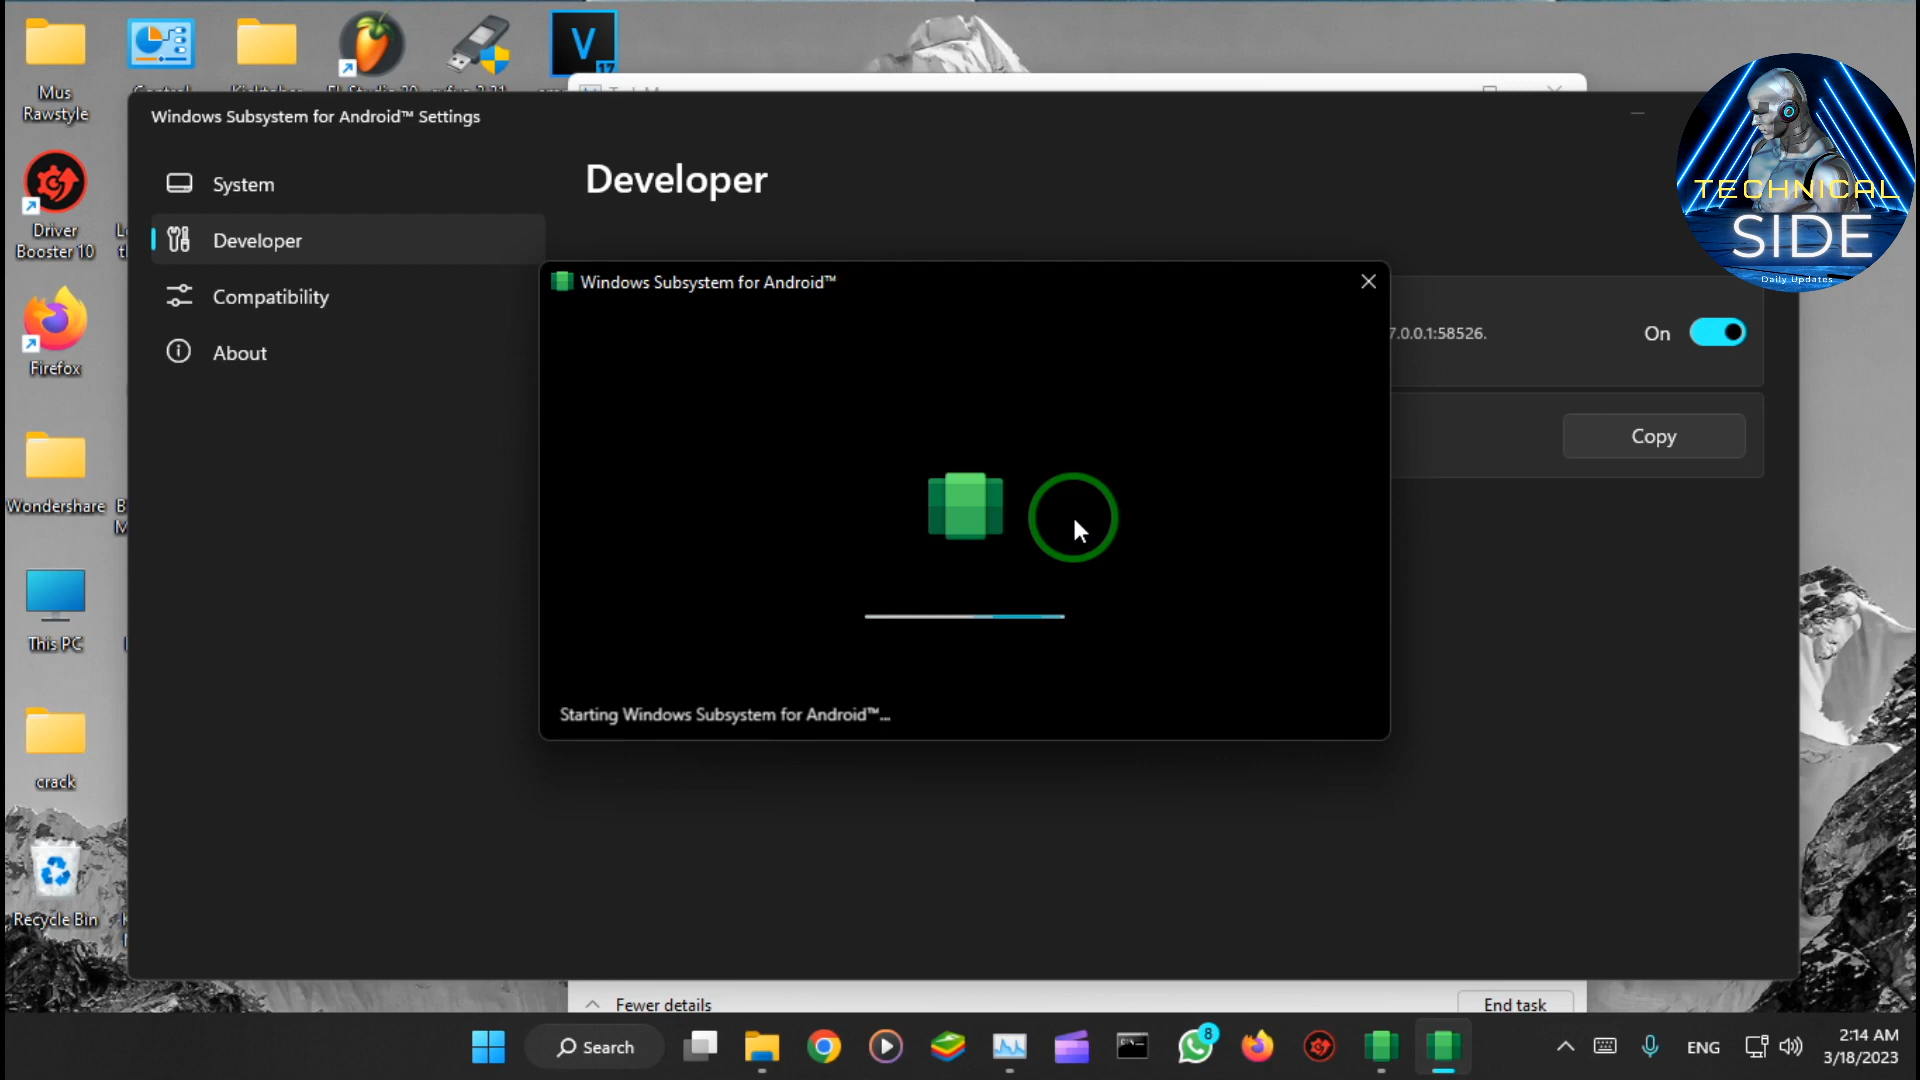 V
17
Mus
Rawstyle
Windows Subsystem for Android™ Settings
TECHNICAL
SIDE
Daily Updates
System
Developer
Developer
Driver
Booster 10
Compatibility
Windows Subsystem for Android™
7.0.0.1:58526.
On
Firefox
About
Copy
Wondershare
This PC
Starting Windows Subsystem for Android™...
crack
Recycle Bin
Fewer details
End task
Search
8
ENG
2:14 AM
3/18/2023